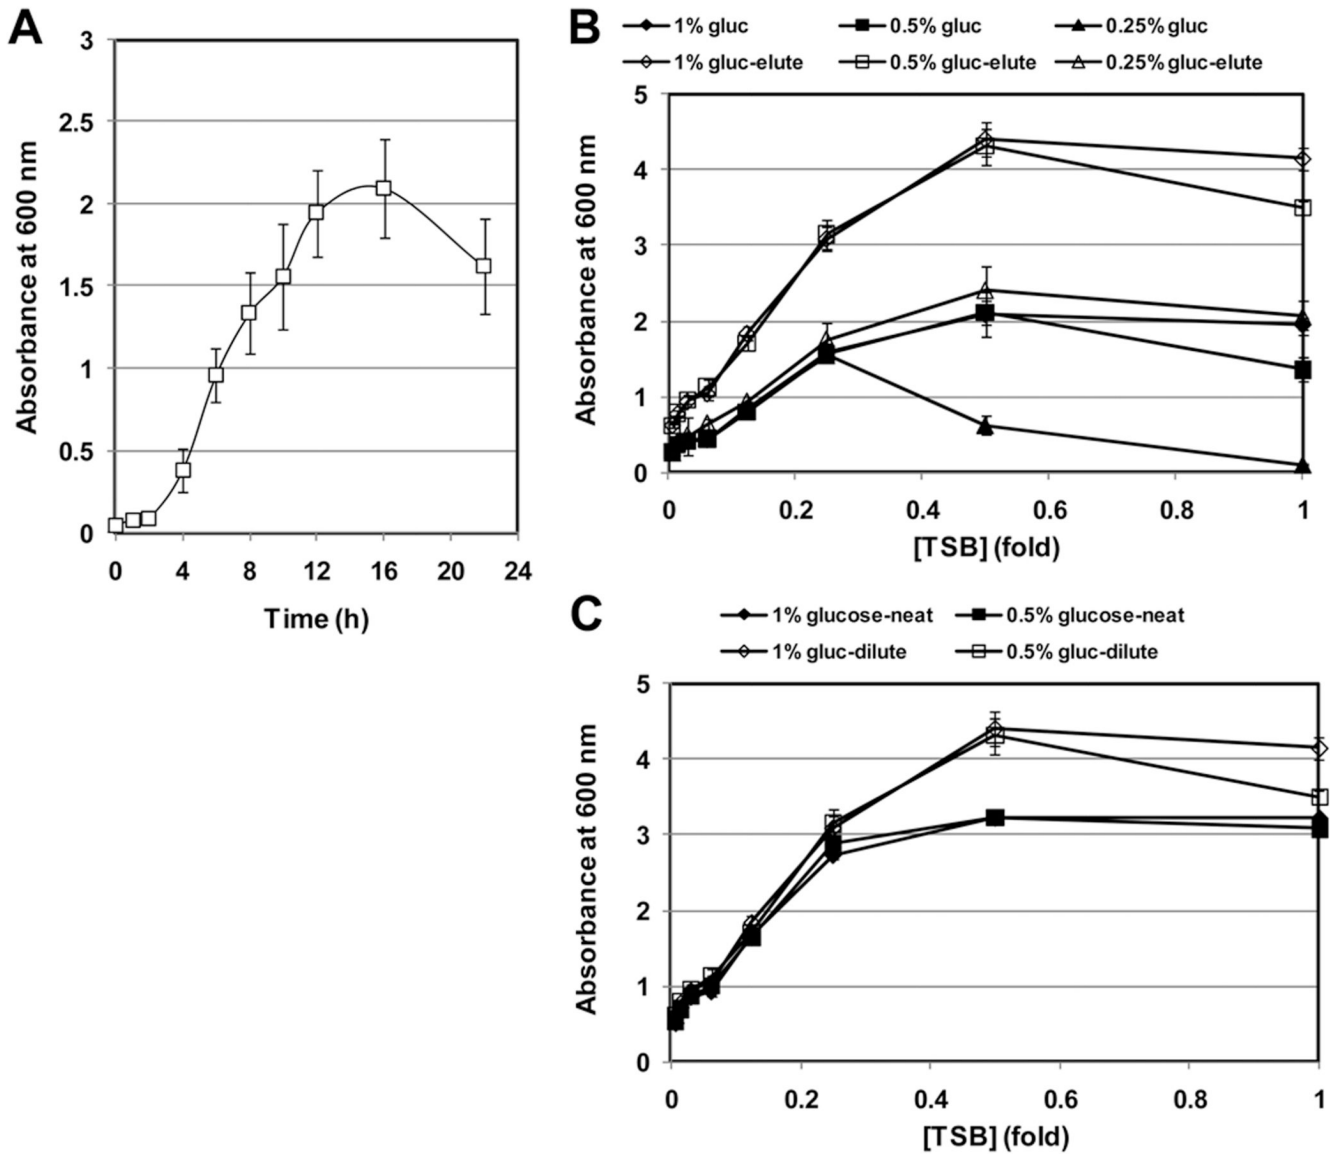 A
3
2.5
2
1.5
1
0.5
0
0 4 8 12 16 20 24
Absorbance at 600 nm
Time (h)
B
1% gluc 0.5% gluc 0.25% gluc
1% gluc-elute 0.5% gluc-elute 0.25% gluc-elute
5
4
3
2
1
0
0 0.2 0.4 0.6 0.8 1
Absorbance at 600 nm
[TSB] (fold)
C
1% glucose-neat 0.5% glucose-neat
1% gluc-dilute 0.5% gluc-dilute
5
4
3
2
1
0
0 0.2 0.4 0.6 0.8 1
Absorbance at 600 nm
[TSB] (fold)